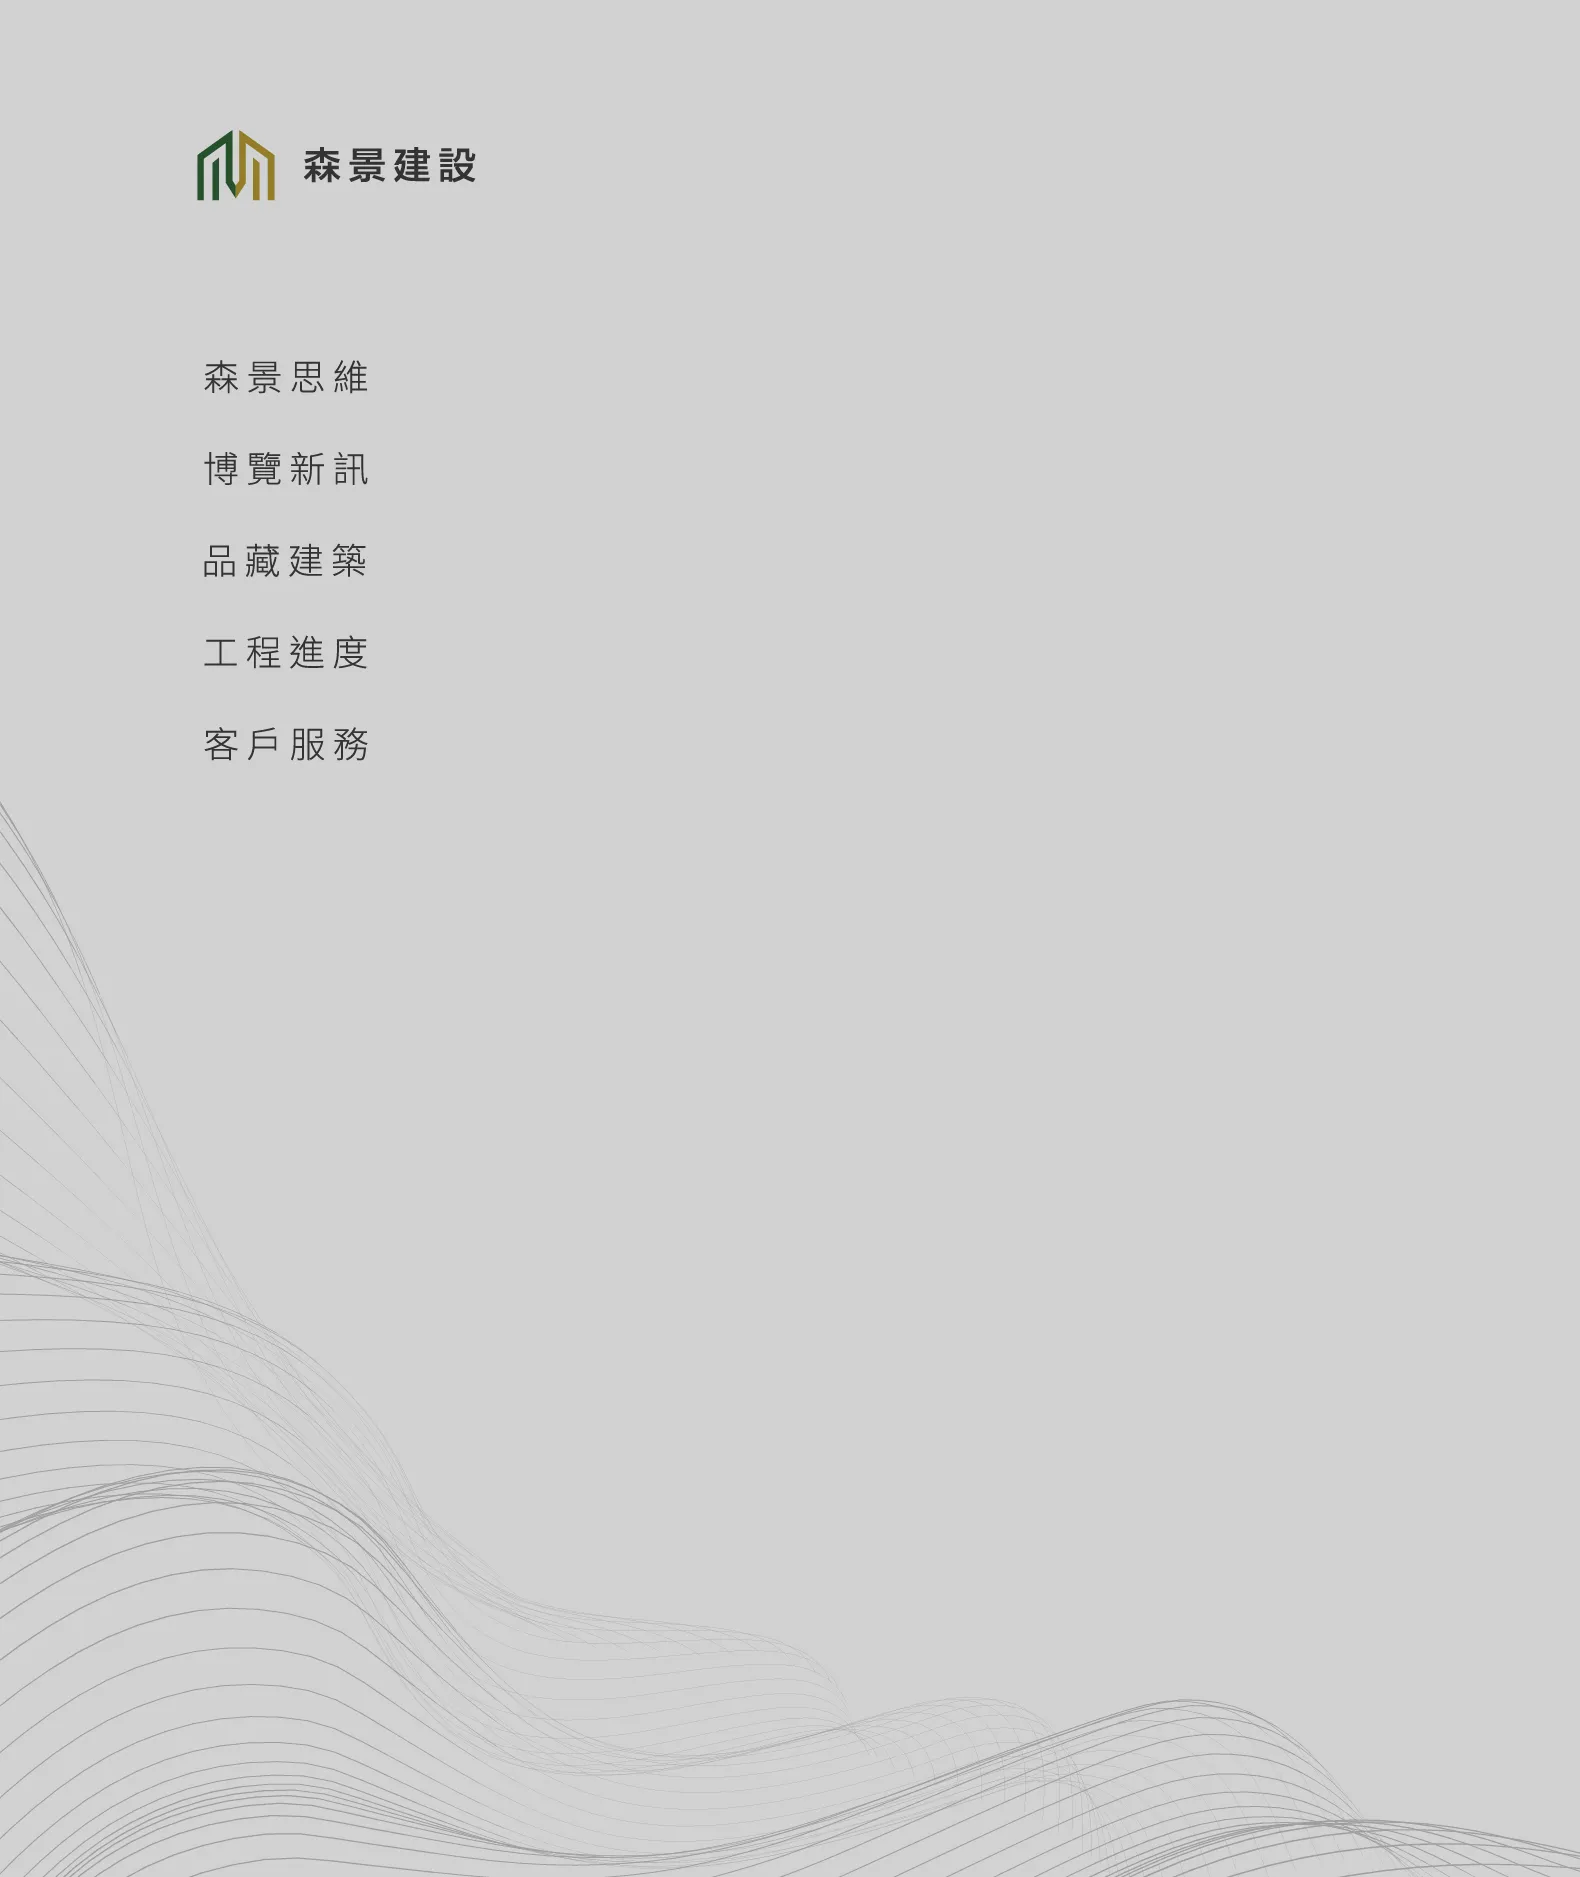 森景建設
森景思維
博覽新訊
品藏建築
工程進度
客戶服務